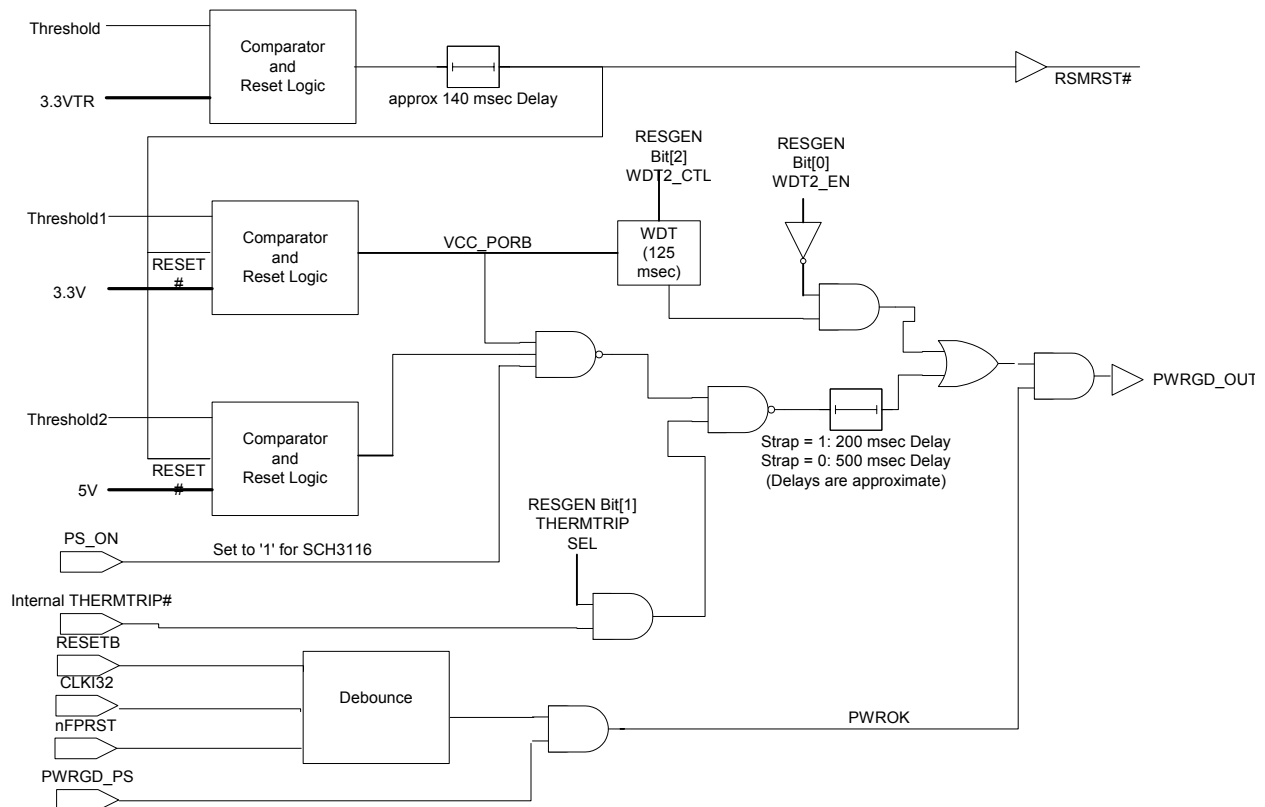 Threshold
3.3VTR
Comparator
and
Reset Logic
approx 140 msec Delay
RSMRST#
RESGEN
Bit[2]
WDT2_CTL
RESGEN
Bit[0]
WDT2_EN
Threshold1
RESET
#
3.3V
Comparator
and
Reset Logic
VCC_PORB
WDT
(125
msec)
Threshold2
RESET
#
5V
Comparator
and
Reset Logic
Strap = 1: 200 msec Delay
Strap = 0: 500 msec Delay
(Delays are approximate)
PWRGD_OUT
PS_ON
Set to '1' for SCH3116
RESGEN Bit[1]
THERMTRIP
SEL
Internal THERMTRIP#
RESETB
CLKI32
nFPRST
Debounce
PWROK
PWRGD_PS